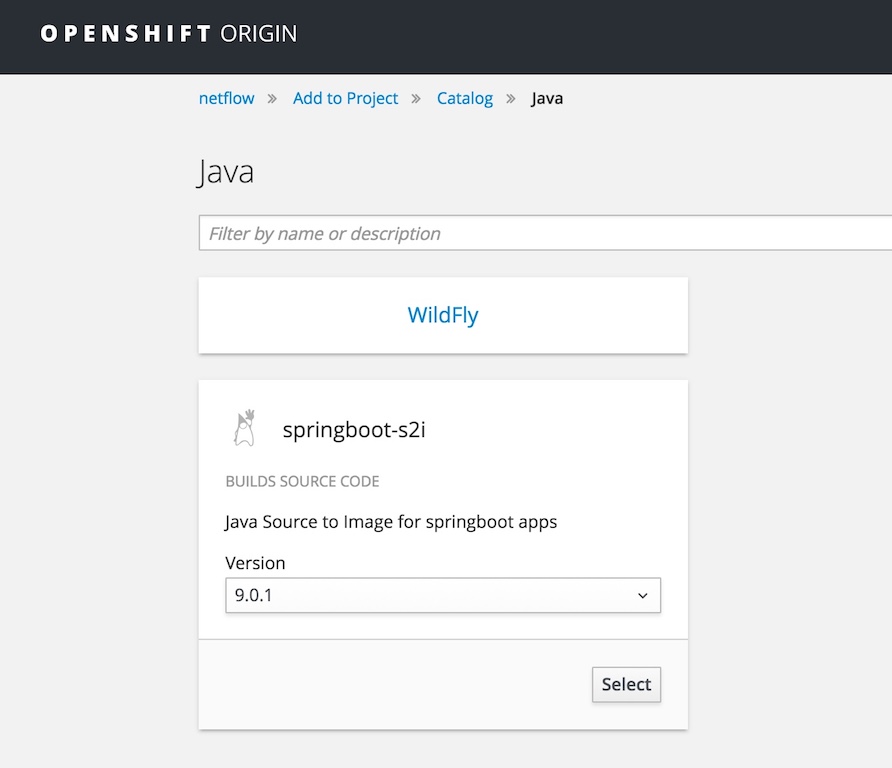 OPENSHIFT ORIGIN
netflow » Add to Project » Catalog » Java
Java
Filter by name or description
WildFly
springboot-s2i
BUILDS SOURCE CODE
Java Source to Image for springboot apps
Version
9.0.1
Select